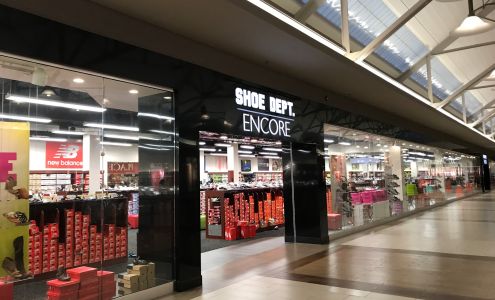 SHOE DEPT.
ENCORE
new balance